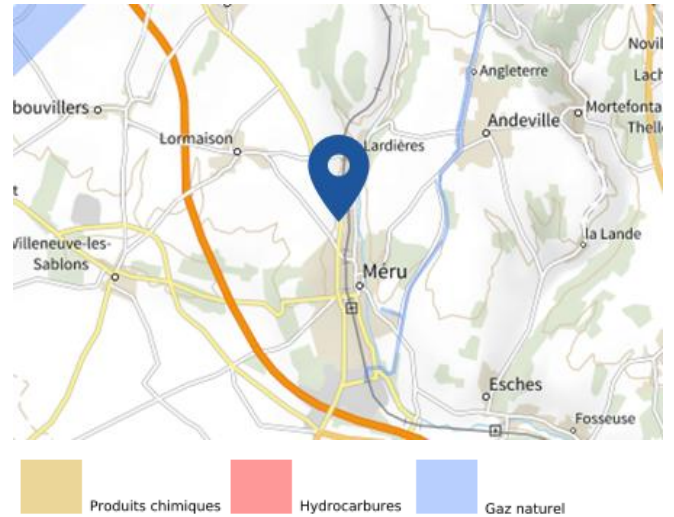 Novil
Angleterre
Lach
bouvillers
Mortefonta
Andeville
Thelle
Lormaison
Lardières
t
la Lande
Villeneuve-les-
Sablons
Méru
Esches
Fosseuse
Produits chimiques
Hydrocarbures
Gaz naturel